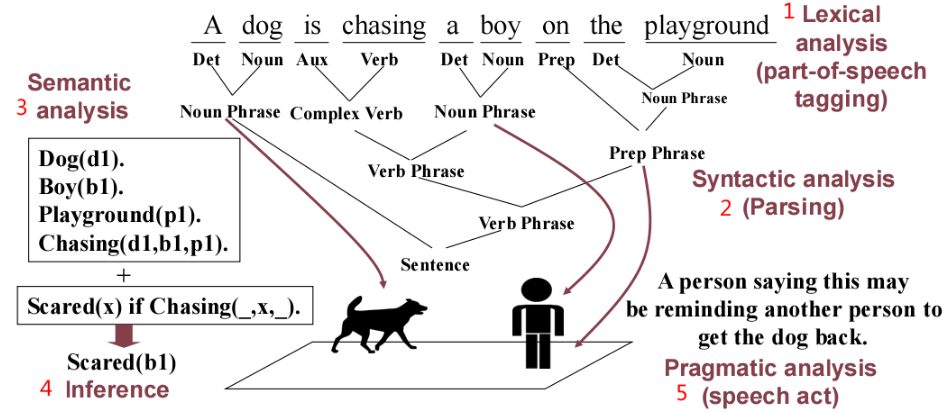 A dog is chasing a boy on the playground
Det Noun Aux Verb Det Noun Prep Det Noun
1 Lexical
analysis
(part-of-speech
tagging)
Noun Phrase
Noun Phrase Complex Verb Noun Phrase
Prep Phrase
Verb Phrase
Verb Phrase
Sentence
Syntactic analysis
2 (Parsing)
Semantic
3 analysis
Dog(d1).
Boy(b1).
Playground(p1).
Chasing(d1,b1,p1).
+
Scared(x) if Chasing(_,x,_).
Scared(b1)
4 Inference
A person saying this may
be reminding another person to
get the dog back.
Pragmatic analysis
5 (speech act)